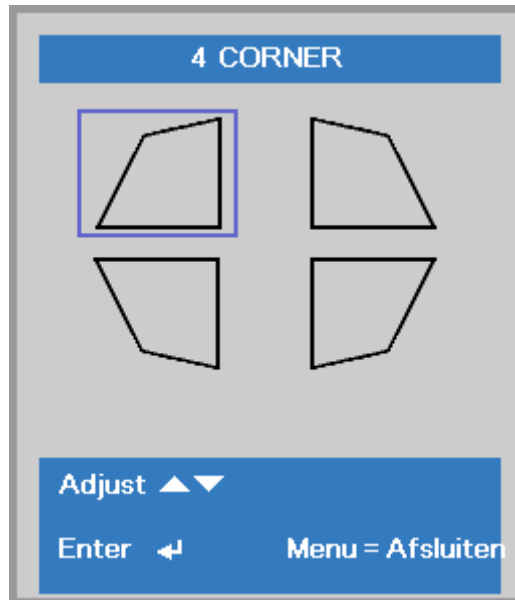 4 CORNER
Adjust ▲▼
Enter ↵ Menu = Afsluiten